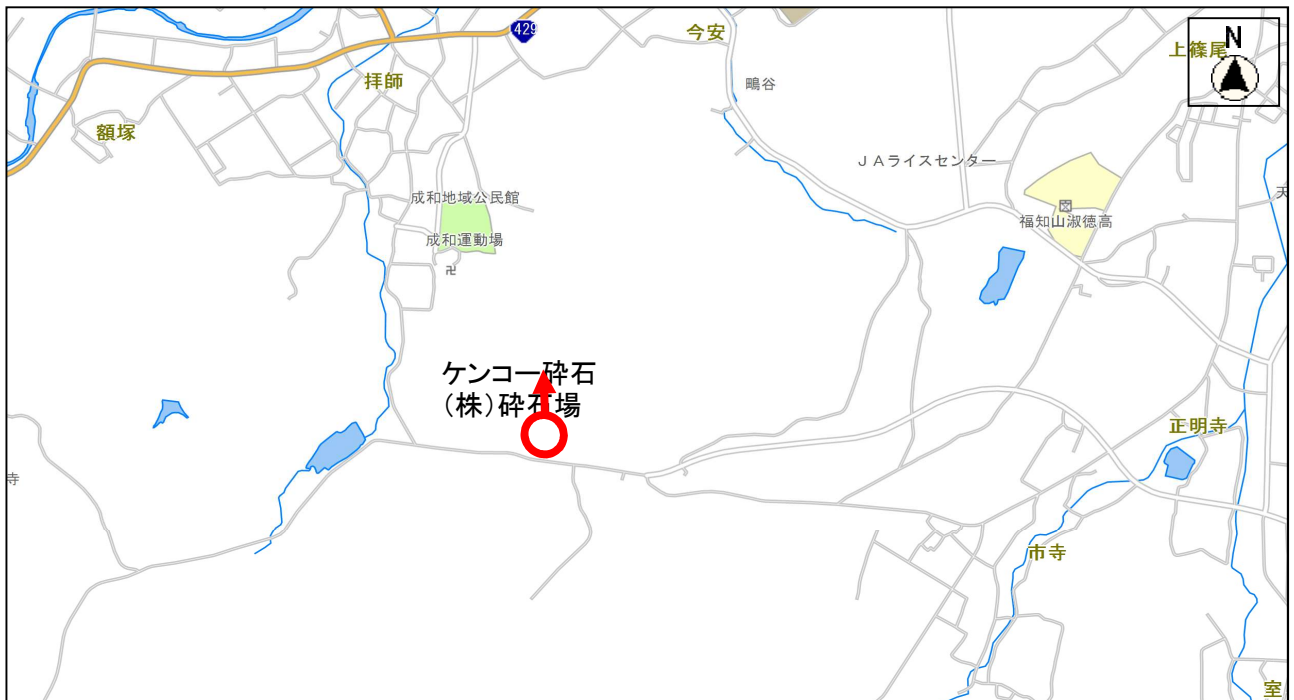 429
今安
N
上篠尾
拝師
鴫谷
額塚
JAライスセンター
天
成和地域公民館
福知山淑徳高
成和運動場
ケンコー砕石
(株)砕石場
正明寺
寺
市寺
室